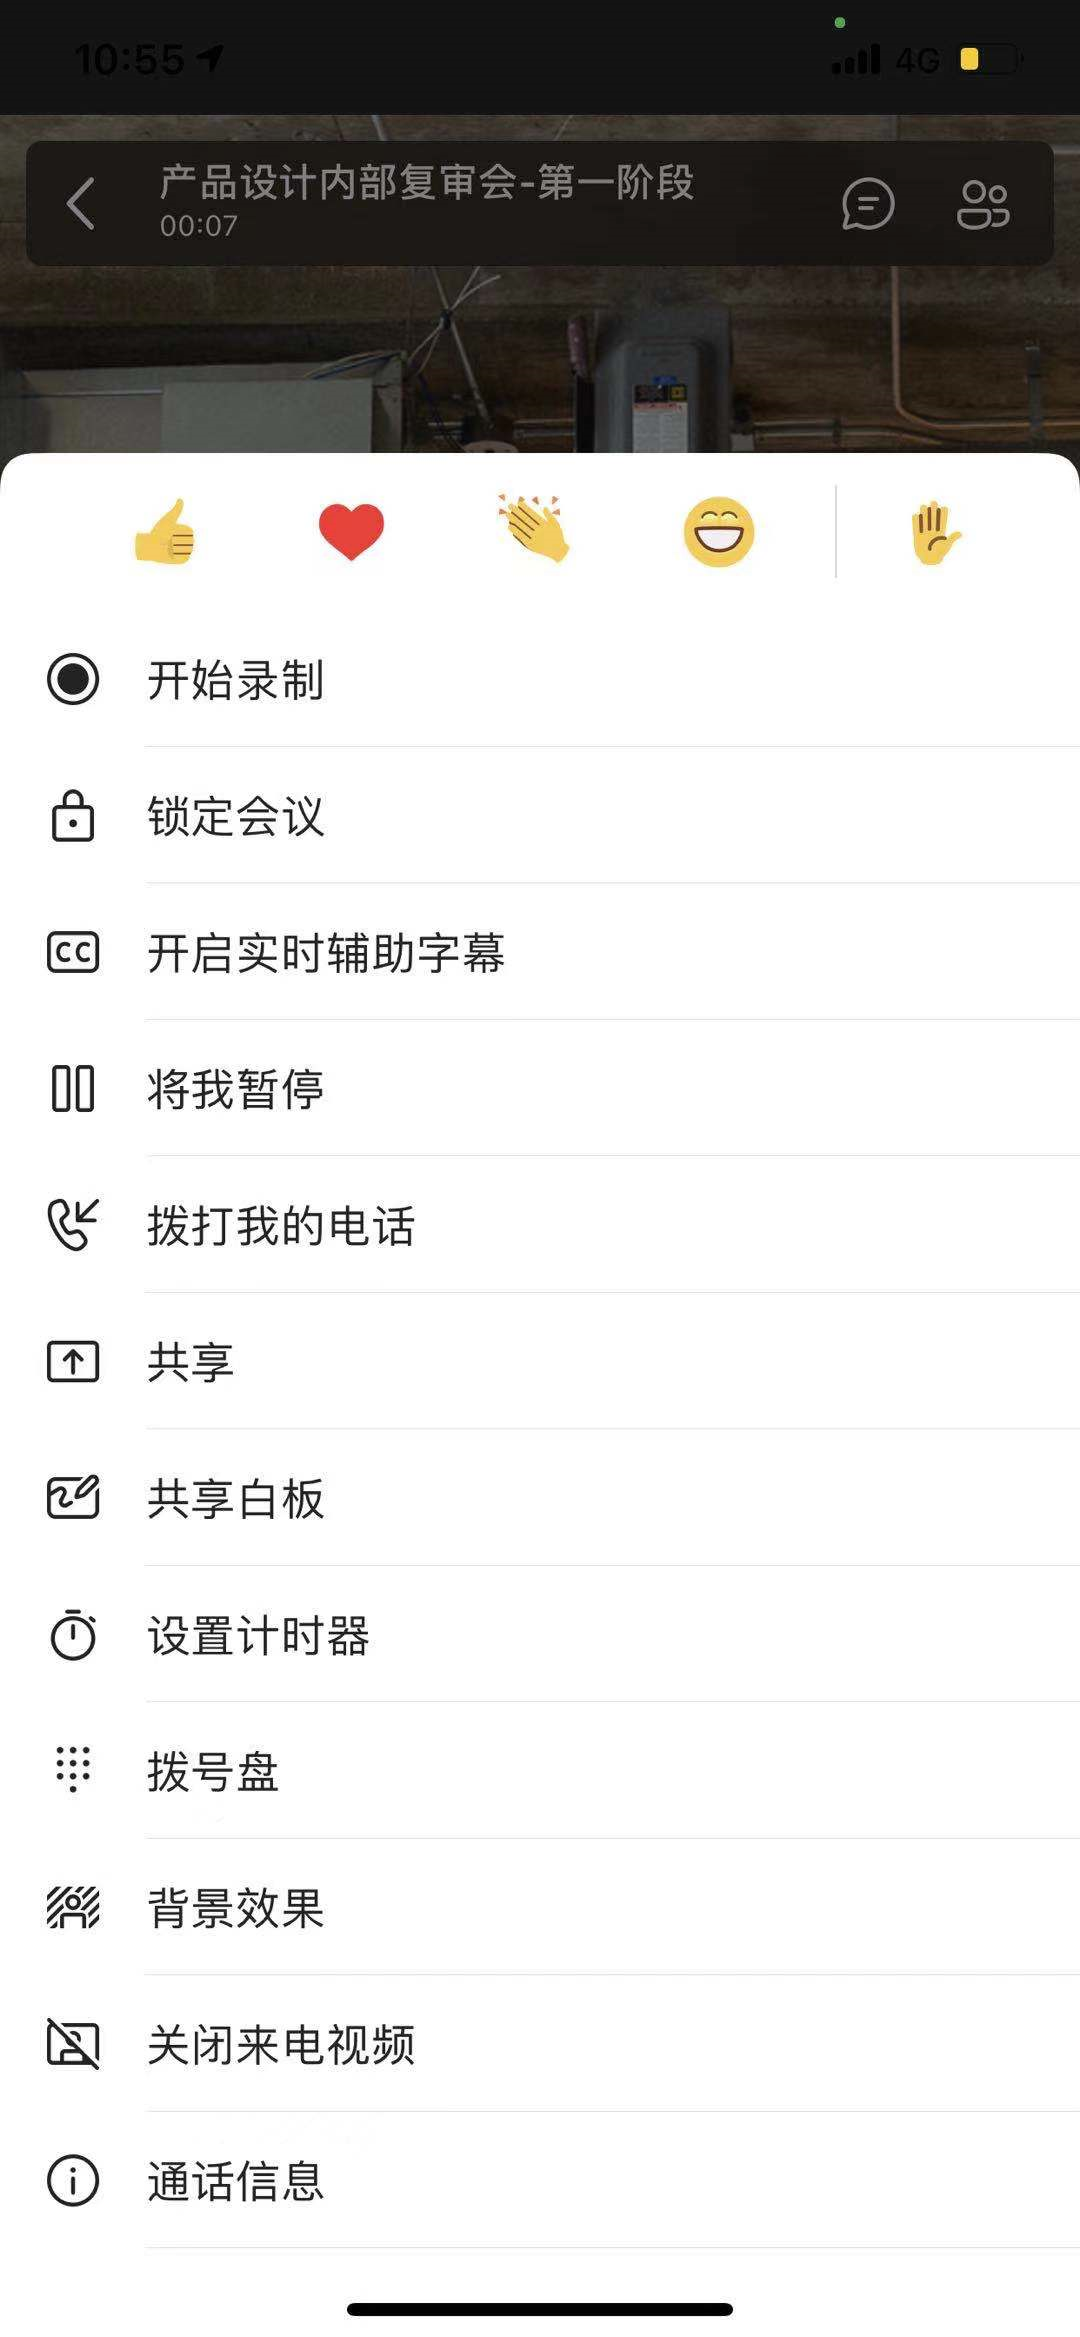 10:55
4G
产品设计内部复审会-第一阶段
00:07
开始录制
锁定会议
CC
开启实时辅助字幕
将我暂停
拨打我的电话
共享
共享白板
设置计时器
拨号盘
背景效果
关闭来电视频
通话信息